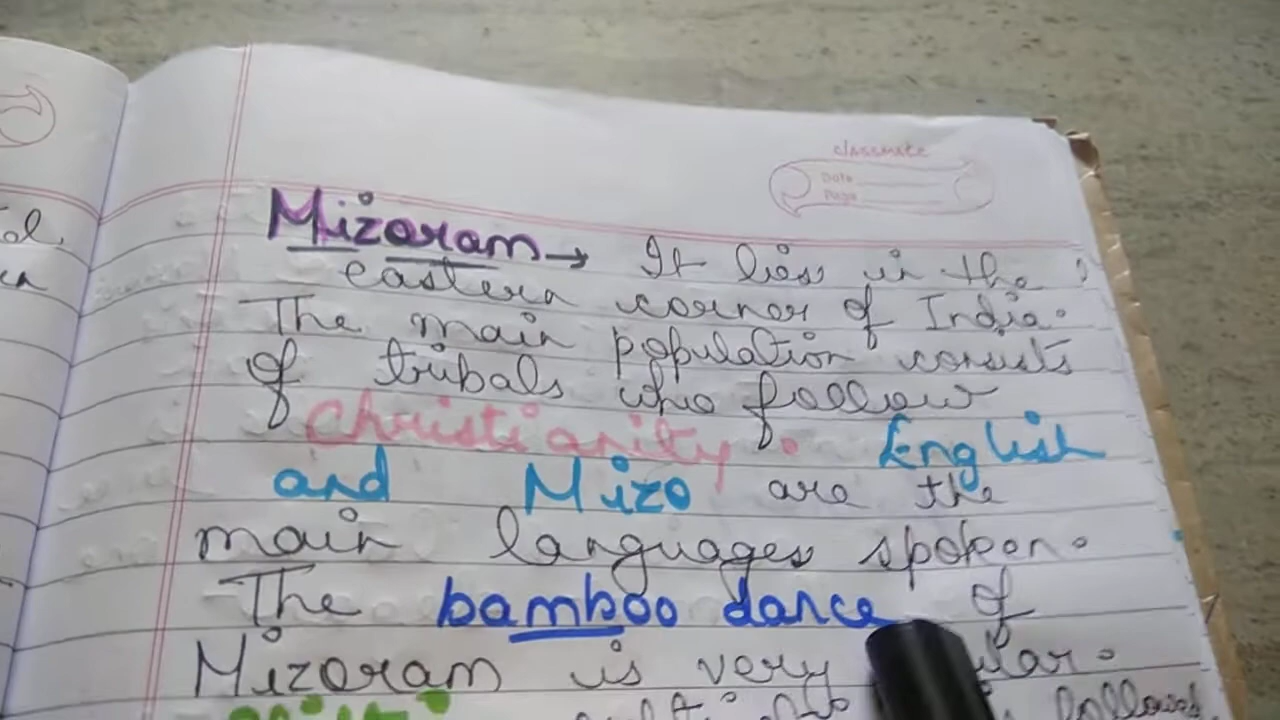 classmate
Date
Page
Mizoram → It lies in the
eastern corner of India.
The main population consists
of tribals who follow
Christianity. English
and Mizo are the
main languages spoken.
The bamboo dance of
Mizoram is very
followed